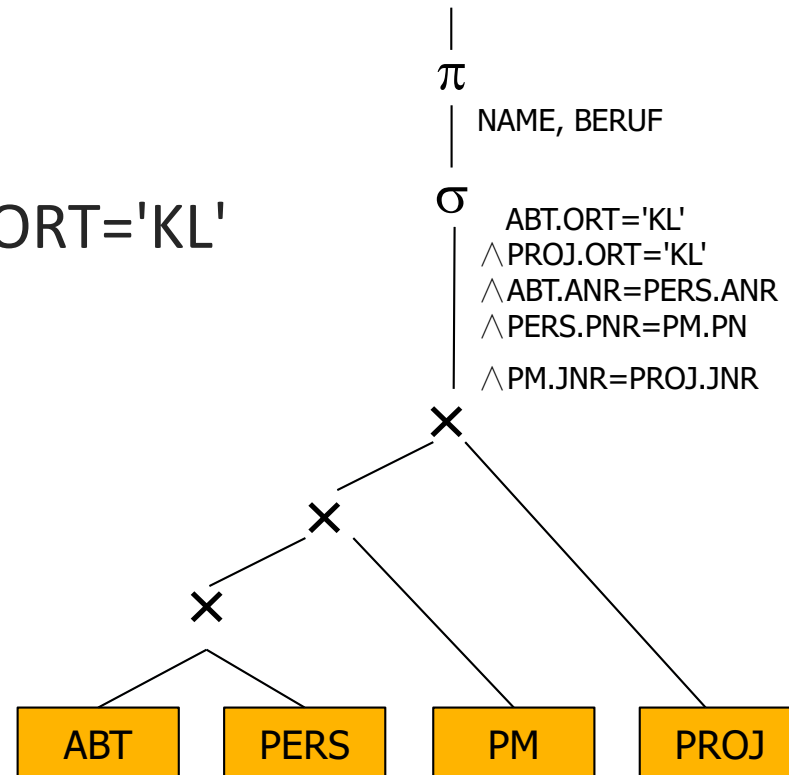 π
NAME, BERUF
σ
ORT='KL'
ABT.ORT='KL'
∧PROJ.ORT='KL'
∧ABT.ANR=PERS.ANR
∧PERS.PNR=PM.PN
∧PM.JNR=PROJ.JNR
×
×
×
ABT PERS PM PROJ